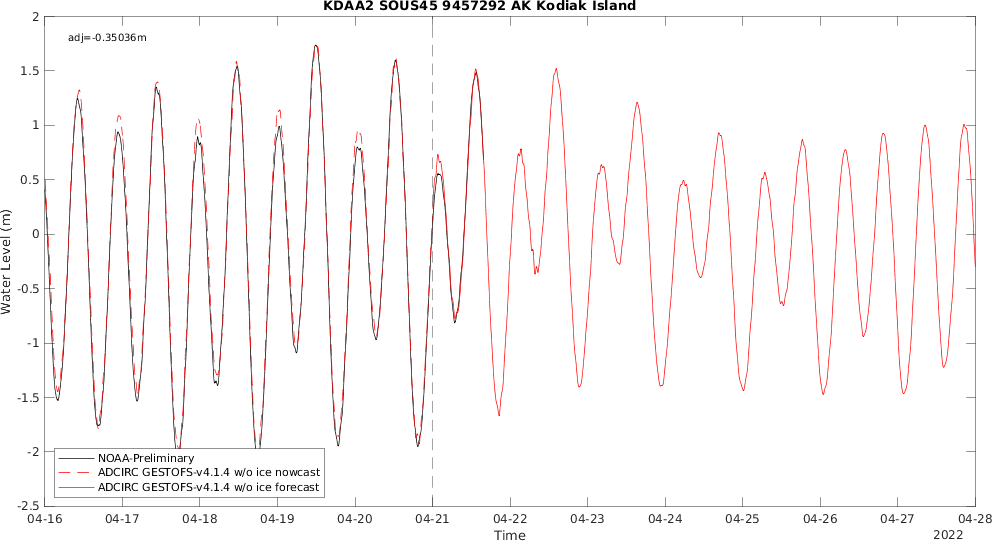 KDAA2 SOUS45 9457292 AK Kodiak Island
adj=-0.35036m
2
1.5
1
0.5
0
-0.5
-1
-1.5
-2
-2.5
Water Level (m)
NOAA-Preliminary
ADCIRC GESTOFS-v4.1.4 w/o ice nowcast
ADCIRC GESTOFS-v4.1.4 w/o ice forecast
04-16 04-17 04-18 04-19 04-20 04-21 04-22 04-23 04-24 04-25 04-26 04-27 04-28
Time
2022